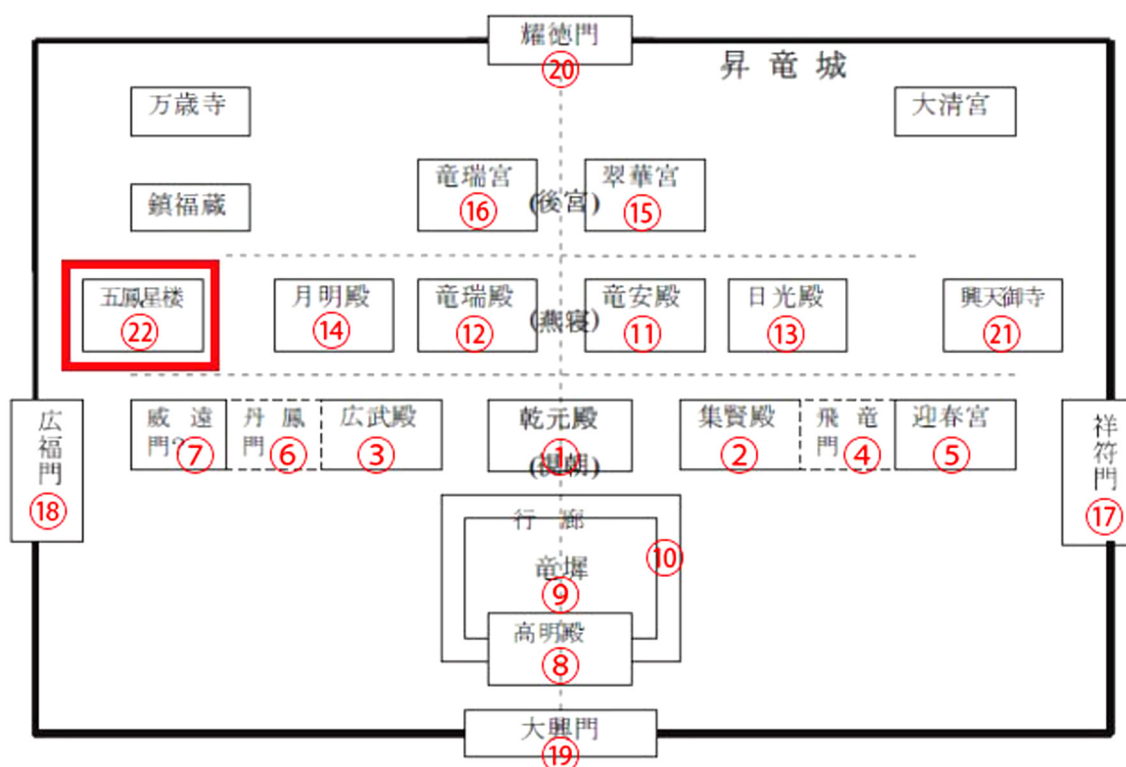 耀徳門
⑳
昇竜城
万歳寺
大清宮
竜瑞宮
⑯
(後宮)
翠華宮
⑮
鎮福蔵
五鳳星楼
㉒
月明殿
⑭
竜瑞殿
⑫
(燕寝)
竜安殿
⑪
日光殿
⑬
興天御寺
㉑
広福門
⑱
威遠
門?
⑦
丹鳳
門
⑥
広武殿
③
乾元殿
①
(視朝)
集賢殿
②
飛竜
門
④
迎春宮
⑤
祥符門
⑰
行廊
⑩
竜墀
⑨
高明殿
⑧
大興門
⑲